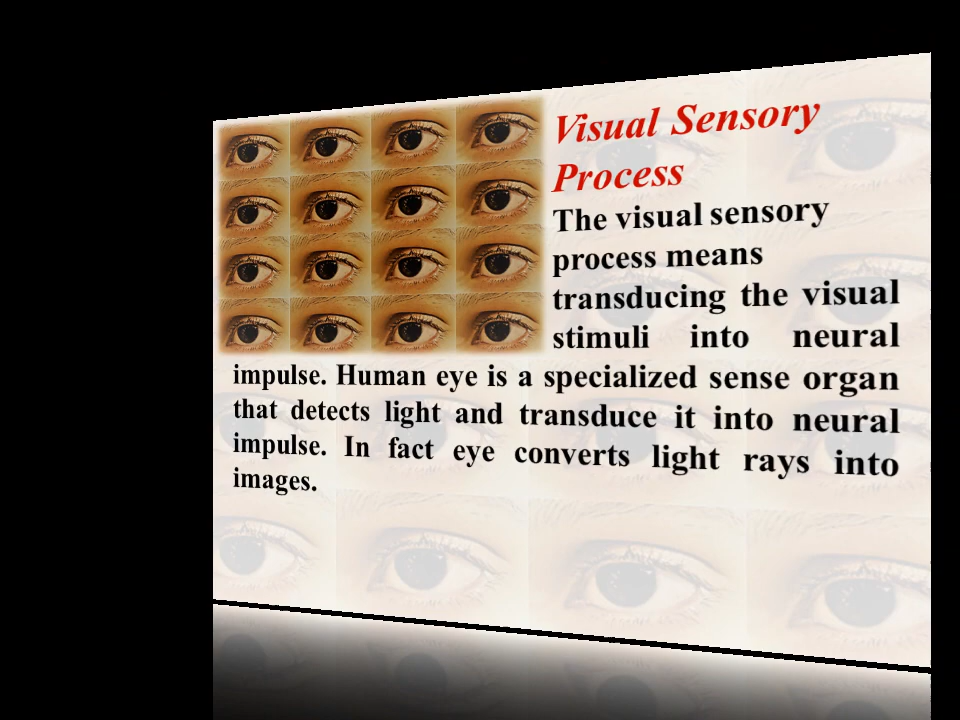 Visual Sensory
Process
The visual sensory
process means
transducing the visual
stimuli into neural
impulse. Human eye is a specialized sense organ
that detects light and transduce it into neural
impulse. In fact eye converts light rays into
images.